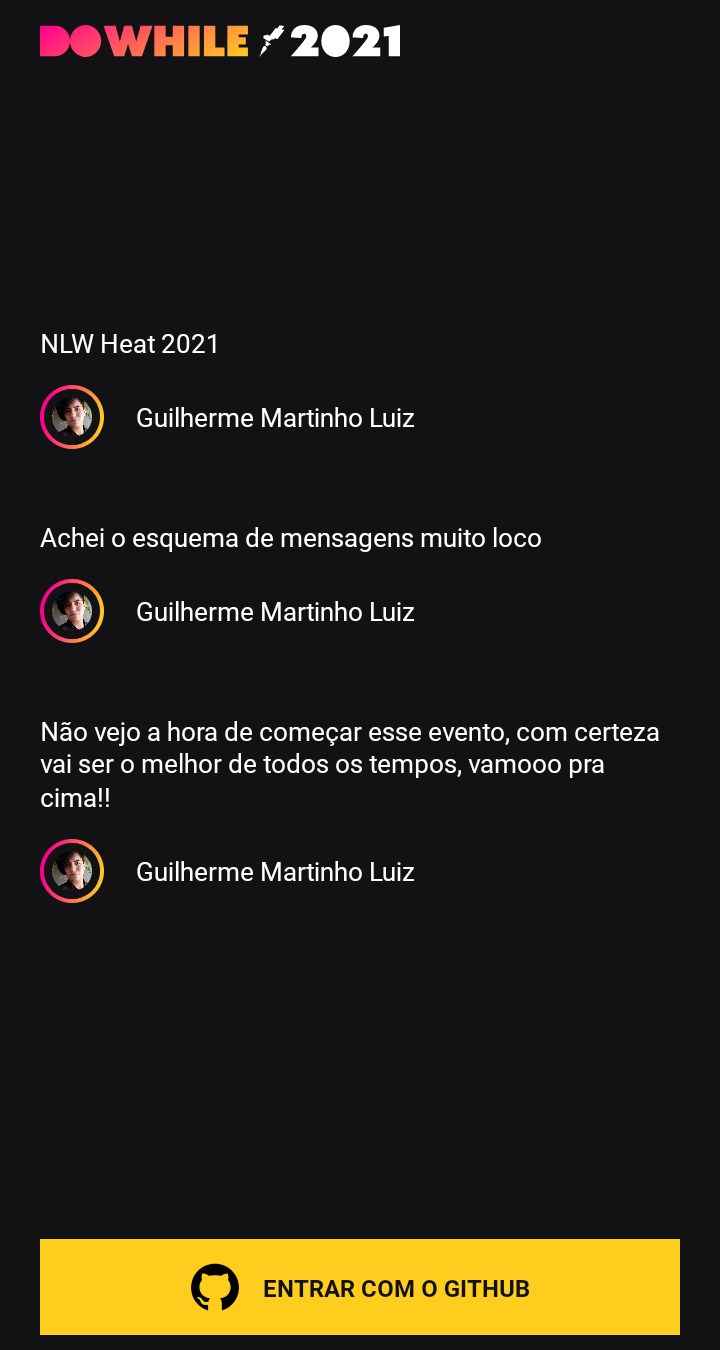 DOWHILE 2021
NLW Heat 2021
Guilherme Martinho Luiz
Achei o esquema de mensagens muito loco
Guilherme Martinho Luiz
Não vejo a hora de começar esse evento, com certeza
vai ser o melhor de todos os tempos, vamooo pra
cima!!
Guilherme Martinho Luiz
ENTRAR COM O GITHUB